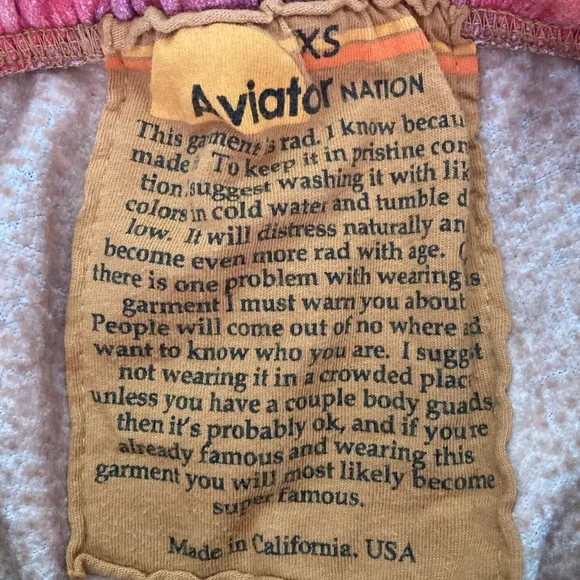 XS
Aviator NATION
This garment is rad. I know becau
made To keep it in pristine con
tion, suggest washing it with lik
colors in cold water and tumble d
low. It will distress naturally an
become even more rad with age. (
there is one problem with wearing is
garment I must warn you about
People will come out of no where ad
want to know who you are. I suggst
not wearing it in a crowded plac
unless you have a couple body guads,
then it's probably ok, and if you're
already famous and wearing this
garment you will most likely become
super famous.
Made in California, USA